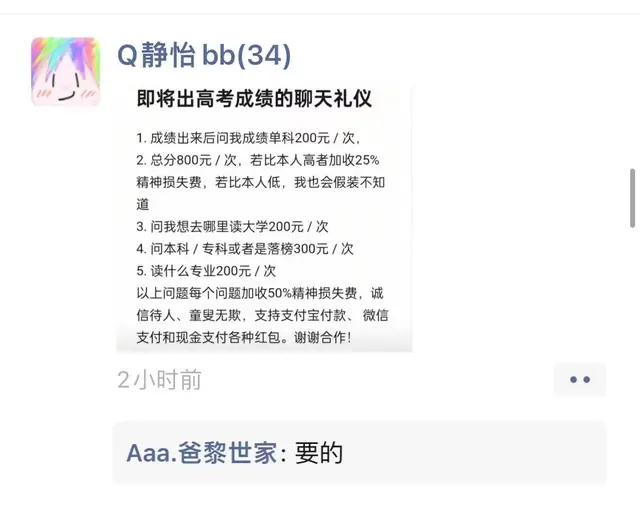 Q静怡bb(34)
即将出高考成绩的聊天礼仪
1. 成绩出来后问我成绩单科200元 / 次,
2. 总分800元 / 次，若比本人高者加收25%
精神损失费，若比本人低，我也会假装不知
道
3. 问我想去哪里读大学200元 / 次
4. 问本科 / 专科或者是落榜300元 / 次
5. 读什么专业200元 / 次
以上问题每个问题加收50%精神损失费，诚
信待人、童叟无欺，支持支付宝付款、 微信
支付和现金支付各种红包。谢谢合作！
2小时前
Aaa.爸黎世家: 要的